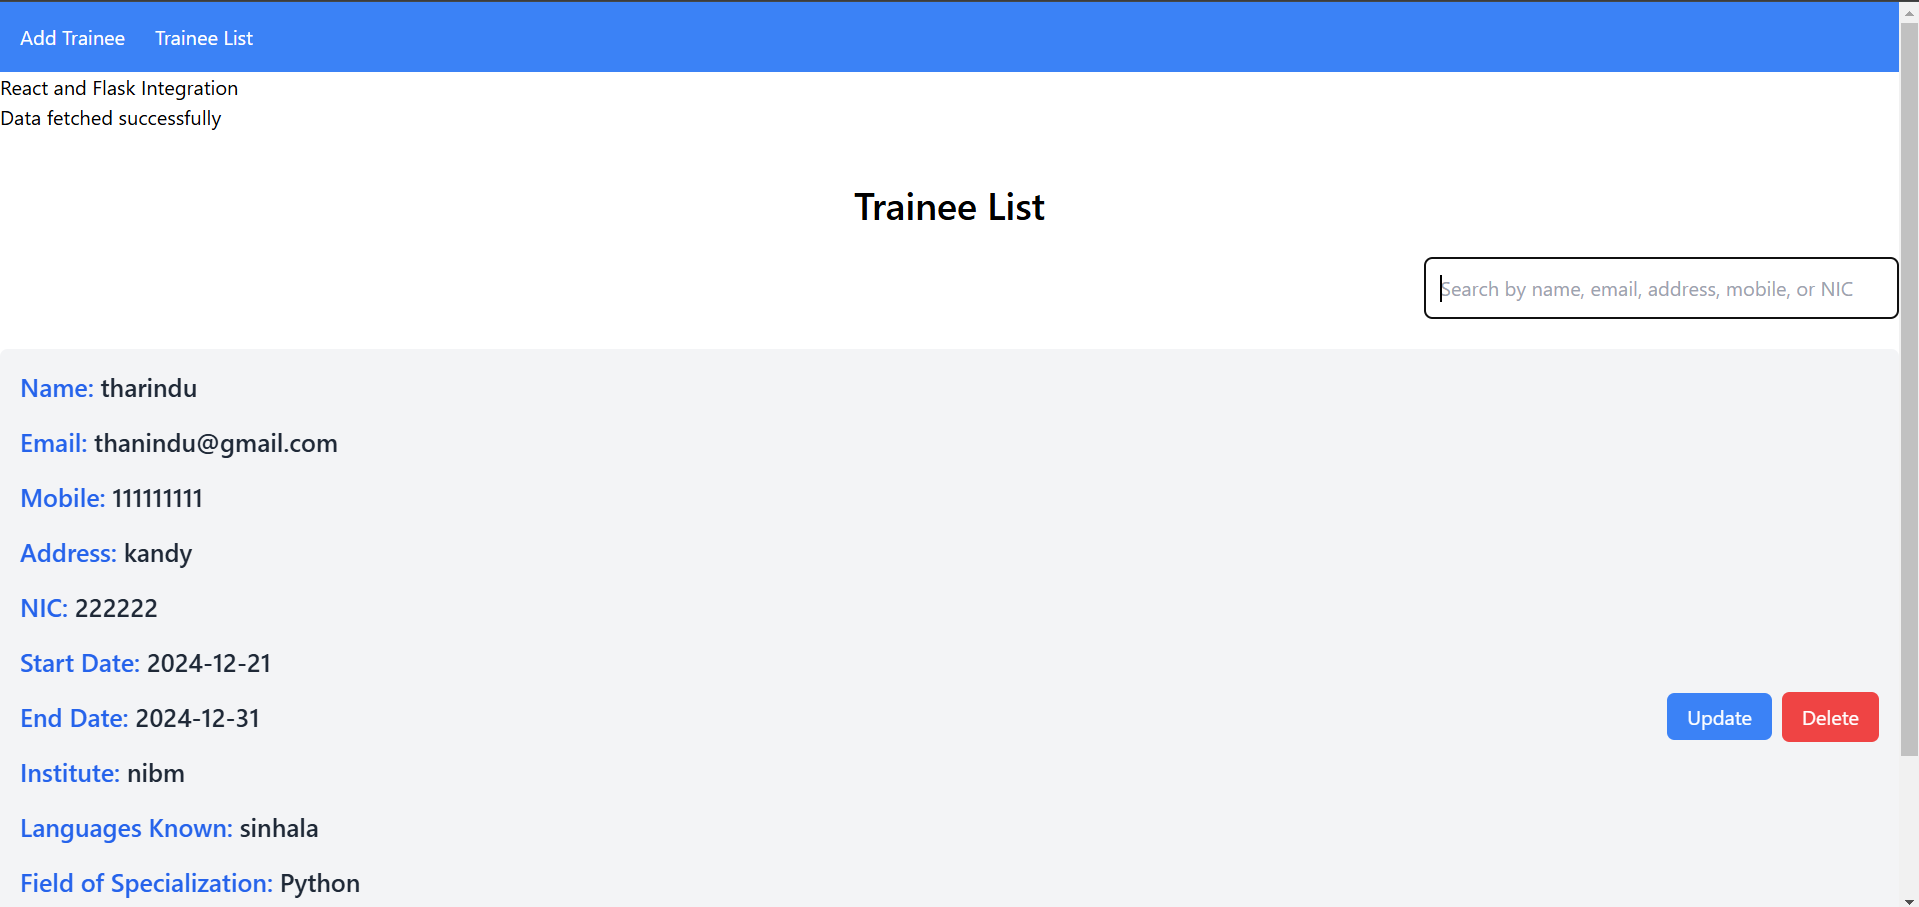 Add Trainee Trainee List
React and Flask Integration
Data fetched successfully
Trainee List
Search by name, email, address, mobile, or NIC
Name: tharindu
Email: thanindu@gmail.com
Mobile: 111111111
Address: kandy
NIC: 222222
Start Date: 2024-12-21
End Date: 2024-12-31
Update Delete
Institute: nibm
Languages Known: sinhala
Field of Specialization: Python